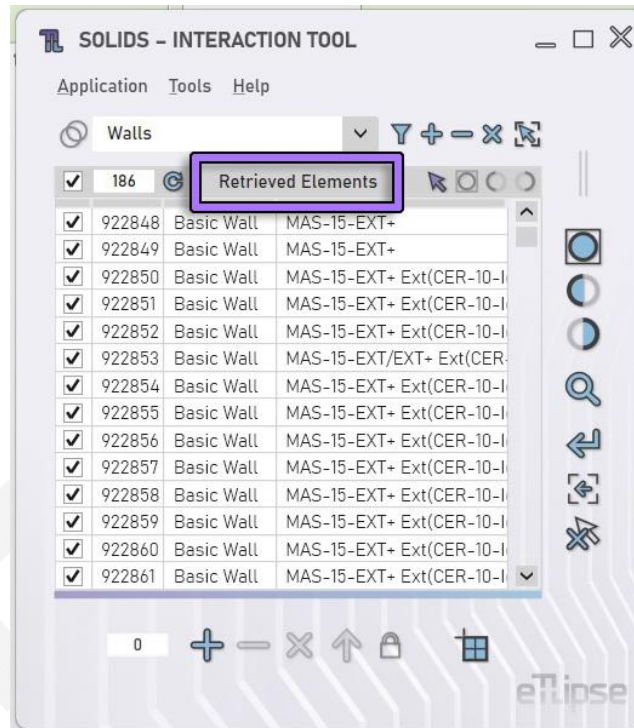 SOLIDS – INTERACTION TOOL
Application Tools Help
Walls
186 Retrieved Elements
922848 Basic Wall MAS-15-EXT+
922849 Basic Wall MAS-15-EXT+
922850 Basic Wall MAS-15-EXT+ Ext(CER-10-I
922851 Basic Wall MAS-15-EXT+ Ext(CER-10-I
922852 Basic Wall MAS-15-EXT+ Ext(CER-10-I
922853 Basic Wall MAS-15-EXT/EXT+ Ext(CER-
922854 Basic Wall MAS-15-EXT+ Ext(CER-10-I
922855 Basic Wall MAS-15-EXT+ Ext(CER-10-I
922856 Basic Wall MAS-15-EXT+ Ext(CER-10-I
922857 Basic Wall MAS-15-EXT+ Ext(CER-10-I
922858 Basic Wall MAS-15-EXT+ Ext(CER-10-I
922859 Basic Wall MAS-15-EXT+ Ext(CER-10-I
922860 Basic Wall MAS-15-EXT+ Ext(CER-10-I
922861 Basic Wall MAS-15-EXT+ Ext(CER-10-I
0